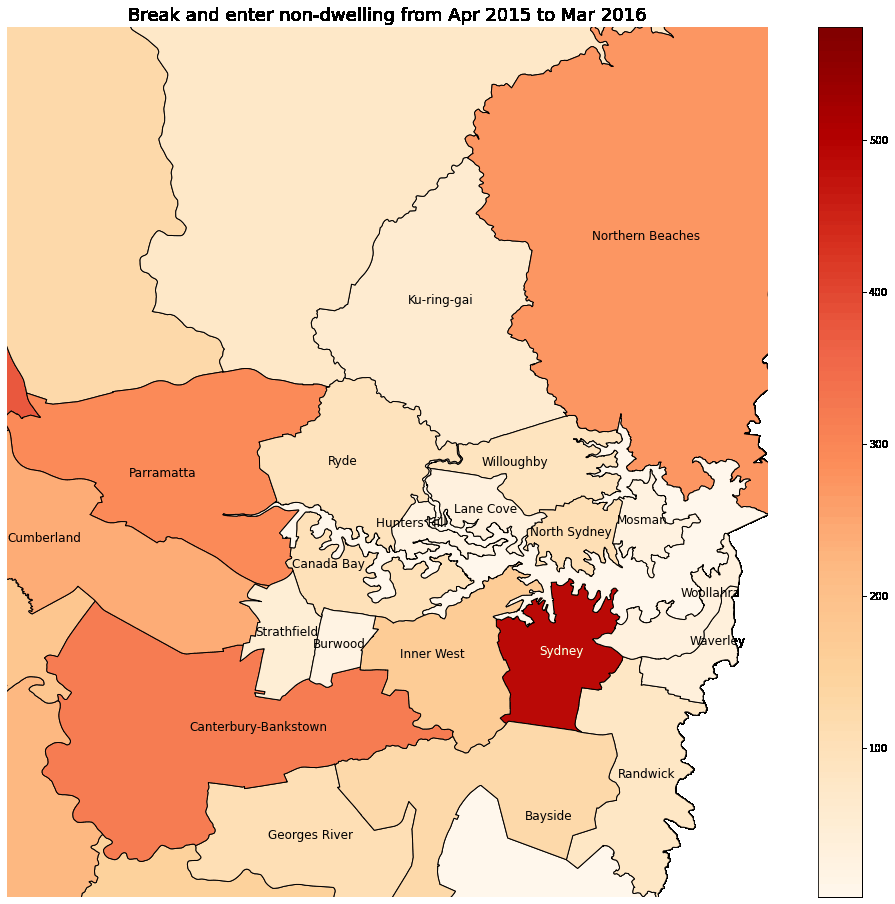 Break and enter non-dwelling from Apr 2015 to Mar 2016
500
Northern Beaches
400
Ku-ring-gai
300
Ryde
Willoughby
Parramatta
Lane Cove
Mosman
Hunters Hill
North Sydney
Cumberland
Canada Bay
Woollahra
200
Strathfield
Burwood
Waverley
Inner West
Sydney
Canterbury-Bankstown
100
Randwick
Bayside
Georges River